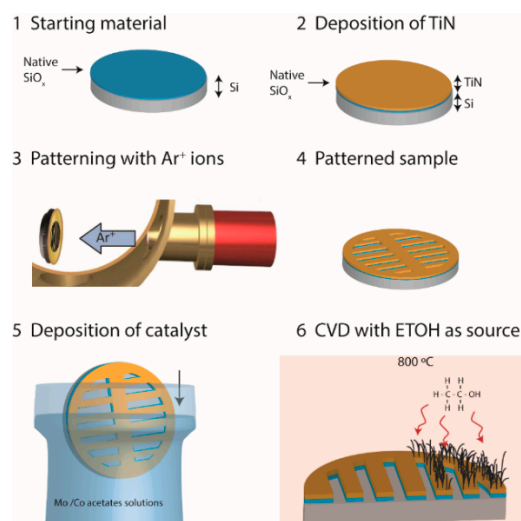 1 Starting material
Native
SiOₓ
Si
2 Deposition of TiN
Native
SiOₓ
TiN
Si
3 Patterning with Ar⁺ ions
Ar⁺
4 Patterned sample
5 Deposition of catalyst
Mo /Co acetates solutions
6 CVD with ETOH as source
800 ºC
H H
H-C-C-OH
H H